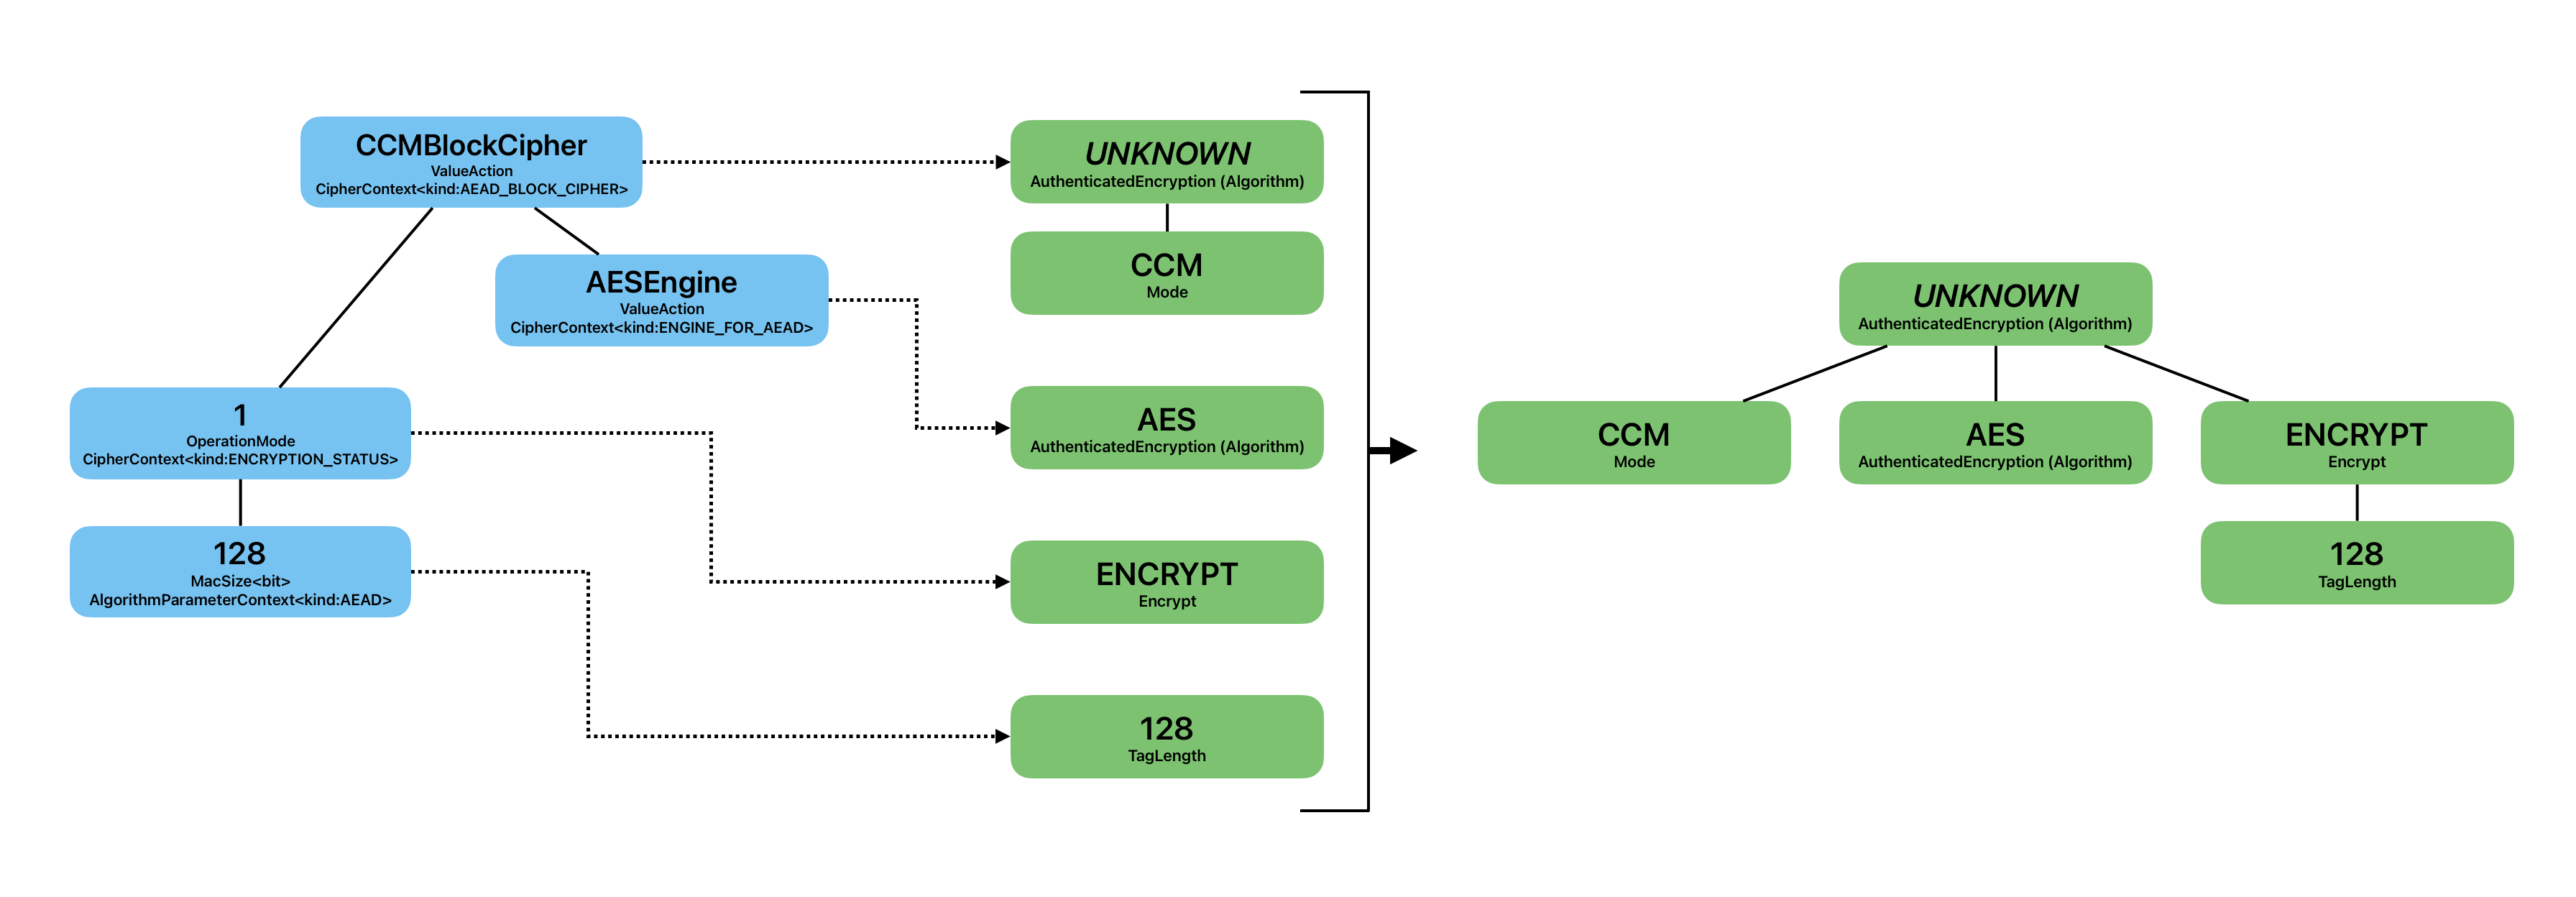 CCMBlockCipher
ValueAction
CipherContext<kind:AEAD_BLOCK_CIPHER>
AESEngine
ValueAction
CipherContext<kind:ENGINE_FOR_AEAD>
1
OperationMode
CipherContext<kind:ENCRYPTION_STATUS>
128
MacSize<bit>
AlgorithmParameterContext<kind:AEAD>
UNKNOWN
AuthenticatedEncryption (Algorithm)
CCM
Mode
AES
AuthenticatedEncryption (Algorithm)
ENCRYPT
Encrypt
128
TagLength
UNKNOWN
AuthenticatedEncryption (Algorithm)
CCM
Mode
AES
AuthenticatedEncryption (Algorithm)
ENCRYPT
Encrypt
128
TagLength